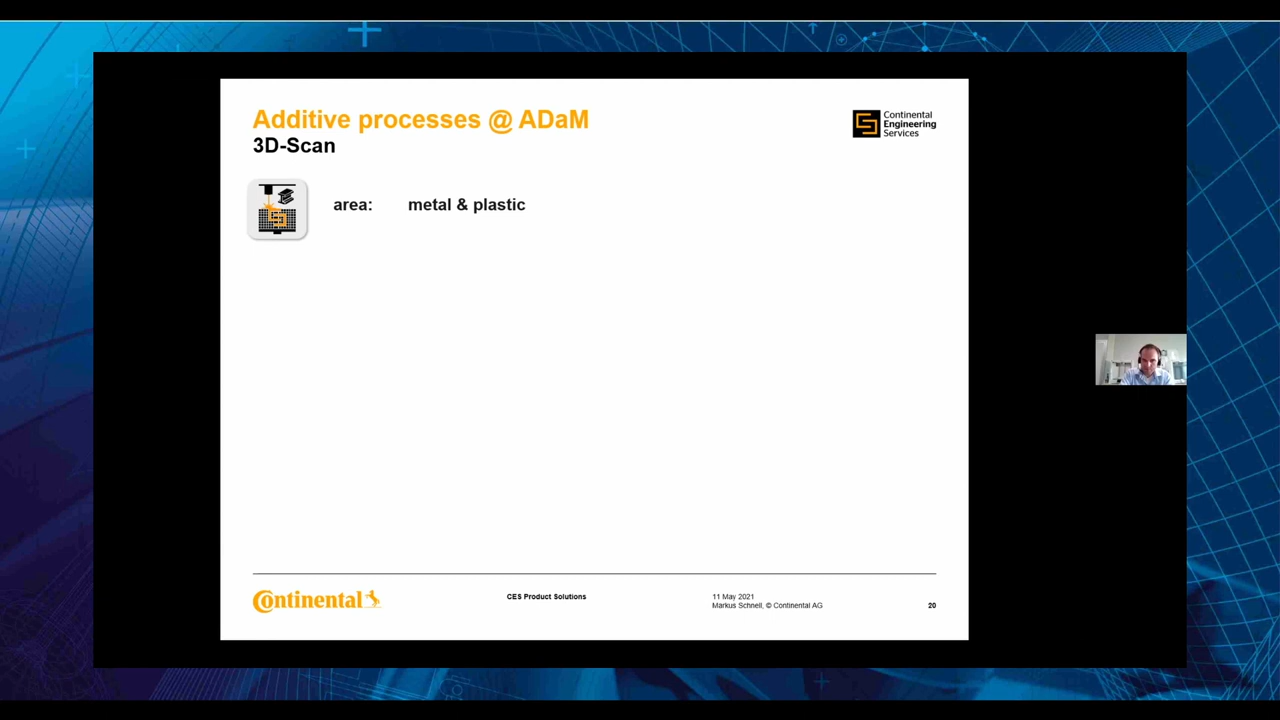 Additive processes @ ADaM
3D-Scan
Continental
Engineering
Services
area: metal & plastic
Continental
CES Product Solutions
11 May 2021
Markus Schnell, © Continental AG
20